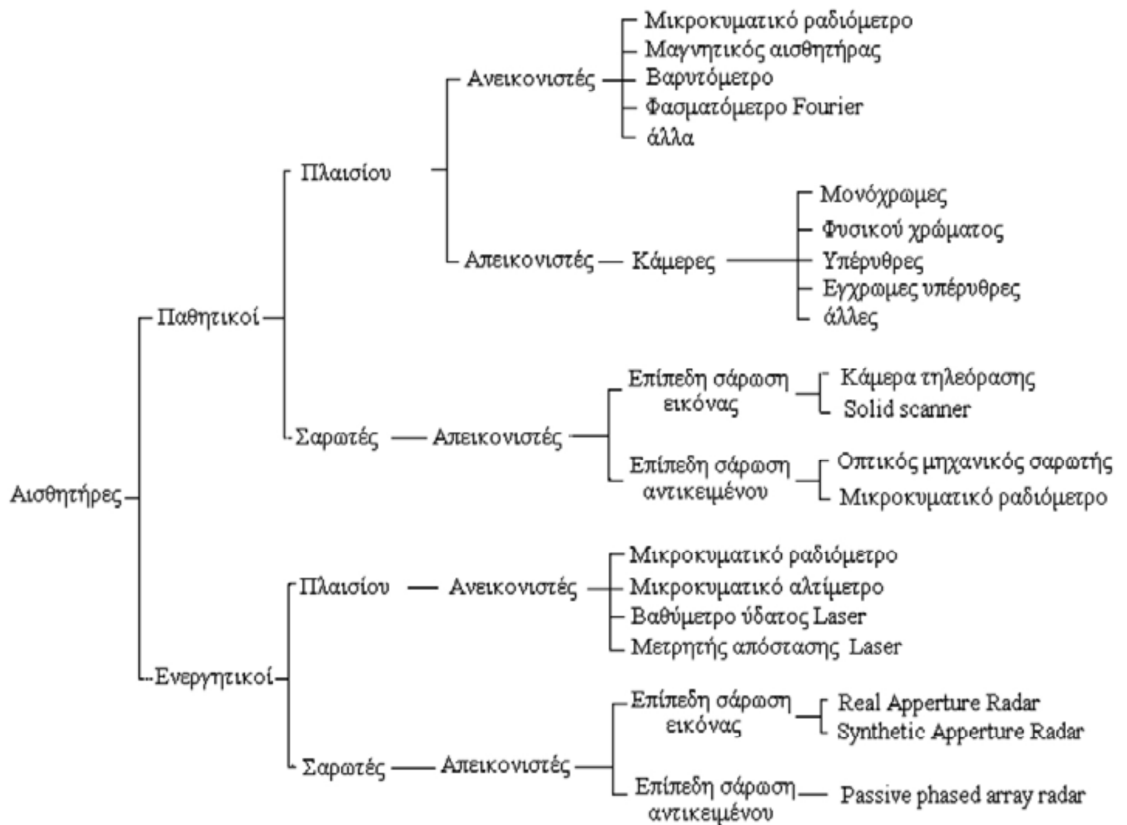 Μικροκυματικό ραδιόμετρο
Μαγνητικός αισθητήρας
Ανεικονιστές
Βαρυτόμετρο
Φασματόμετρο Fourier
άλλα
Πλαισίου
Μονόχρωμες
Φυσικού χρώματος
Απεικονιστές
Κάμερες
Υπέρυθρες
Εγχρωμες υπέρυθρες
άλλες
Παθητικοί
Επίπεδη σάρωση
εικόνας
Κάμερα τηλεόρασης
Solid scanner
Σαρωτές
Απεικονιστές
Επίπεδη σάρωση
αντικειμένου
Οπτικός μηχανικός σαρωτής
Μικροκυματικό ραδιόμετρο
Αισθητήρες
Μικροκυματικό ραδιόμετρο
Πλαισίου
Ανεικονιστές
Μικροκυματικό αλτίμετρο
Βαθύμετρο ύδατος Laser
Μετρητής απόστασης Laser
Ενεργητικοί
Επίπεδη σάρωση
εικόνας
Real Apperture Radar
Synthetic Apperture Radar
Σαρωτές
Απεικονιστές
Επίπεδη σάρωση
αντικειμένου
Passive phased array radar